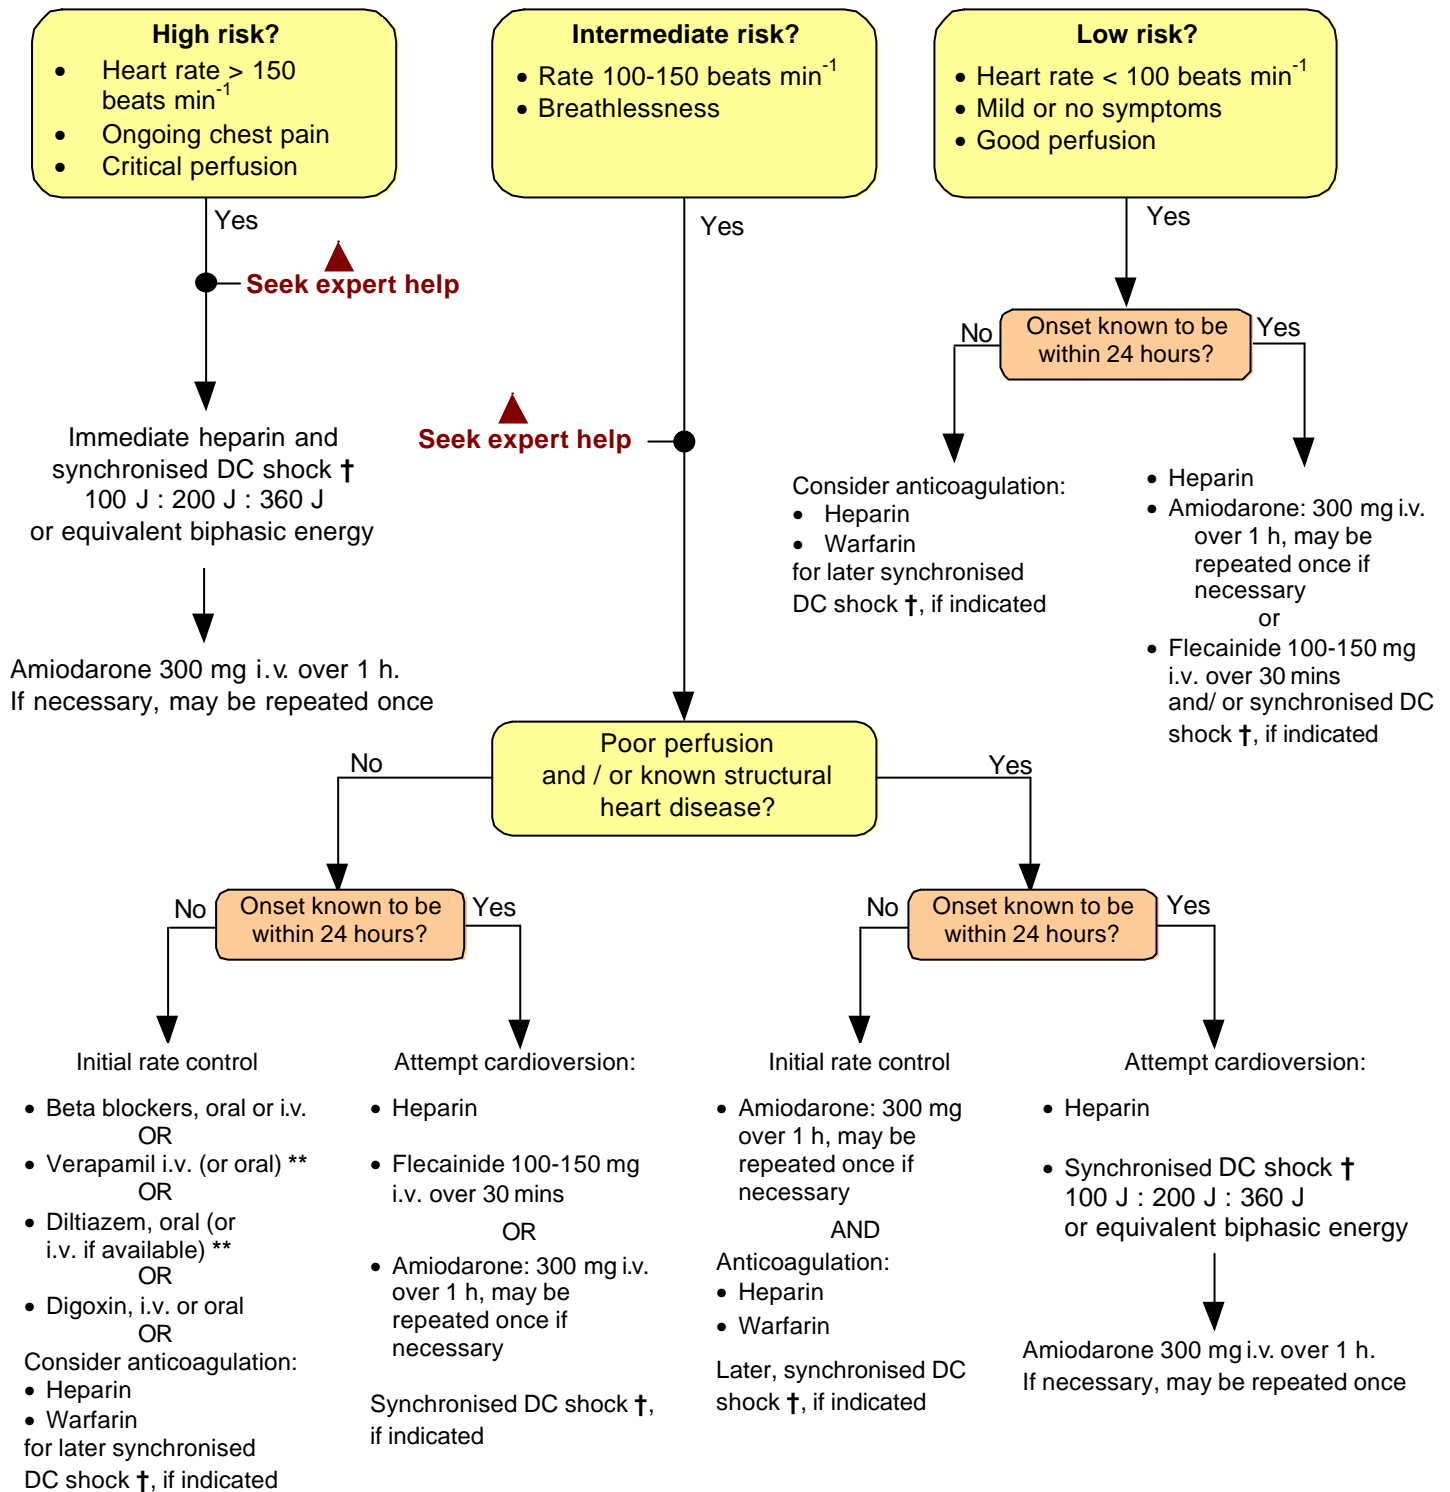 High risk?
• Heart rate > 150
beats min-1
• Ongoing chest pain
• Critical perfusion
Intermediate risk?
• Rate 100-150 beats min-1
• Breathlessness
Low risk?
• Heart rate < 100 beats min-1
• Mild or no symptoms
• Good perfusion
Yes
Seek expert help
Immediate heparin and
synchronised DC shock †
100 J : 200 J : 360 J
or equivalent biphasic energy
Amiodarone 300 mg i.v. over 1 h.
If necessary, may be repeated once
Yes
Seek expert help
Yes
Onset known to be
within 24 hours?
No
Yes
Consider anticoagulation:
• Heparin
• Warfarin
for later synchronised
DC shock †, if indicated
• Heparin
• Amiodarone: 300 mg i.v.
over 1 h, may be
repeated once if
necessary
or
• Flecainide 100-150 mg
i.v. over 30 mins
and/ or synchronised DC
shock †, if indicated
Poor perfusion
and / or known structural
heart disease?
No
Yes
Onset known to be
within 24 hours?
No
Yes
Initial rate control
• Beta blockers, oral or i.v.
OR
• Verapamil i.v. (or oral) **
OR
• Diltiazem, oral (or
i.v. if available) **
OR
• Digoxin, i.v. or oral
OR
Consider anticoagulation:
• Heparin
• Warfarin
for later synchronised
DC shock †, if indicated
Attempt cardioversion:
• Heparin
• Flecainide 100-150 mg
i.v. over 30 mins
OR
• Amiodarone: 300 mg i.v.
over 1 h, may be
repeated once if
necessary
Synchronised DC shock †,
if indicated
Onset known to be
within 24 hours?
No
Yes
Initial rate control
• Amiodarone: 300 mg
over 1 h, may be
repeated once if
necessary
AND
Anticoagulation:
• Heparin
• Warfarin
Later, synchronised DC
shock †, if indicated
Attempt cardioversion:
• Heparin
• Synchronised DC shock †
100 J : 200 J : 360 J
or equivalent biphasic energy
Amiodarone 300 mg i.v. over 1 h.
If necessary, may be repeated once